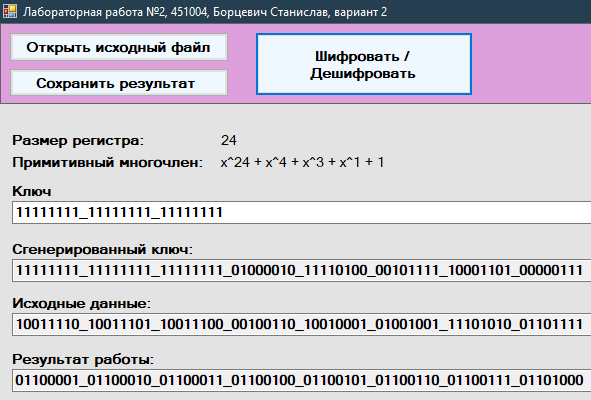 Лабораторная работа №2, 451004, Борцевич Станислав, вариант 2
Открыть исходный файл
Сохранить результат
Шифровать /
Дешифровать
Размер регистра: 24
Примитивный многочлен: x^24 + x^4 + x^3 + x^1 + 1
Ключ
11111111_11111111_11111111
Сгенерированный ключ:
11111111_11111111_11111111_01000010_11110100_00101111_10001101_00000111
Исходные данные:
10011110_10011101_10011100_00100110_10010001_01001001_11101010_01101111
Результат работы:
01100001_01100010_01100011_01100100_01100101_01100110_01100111_01101000